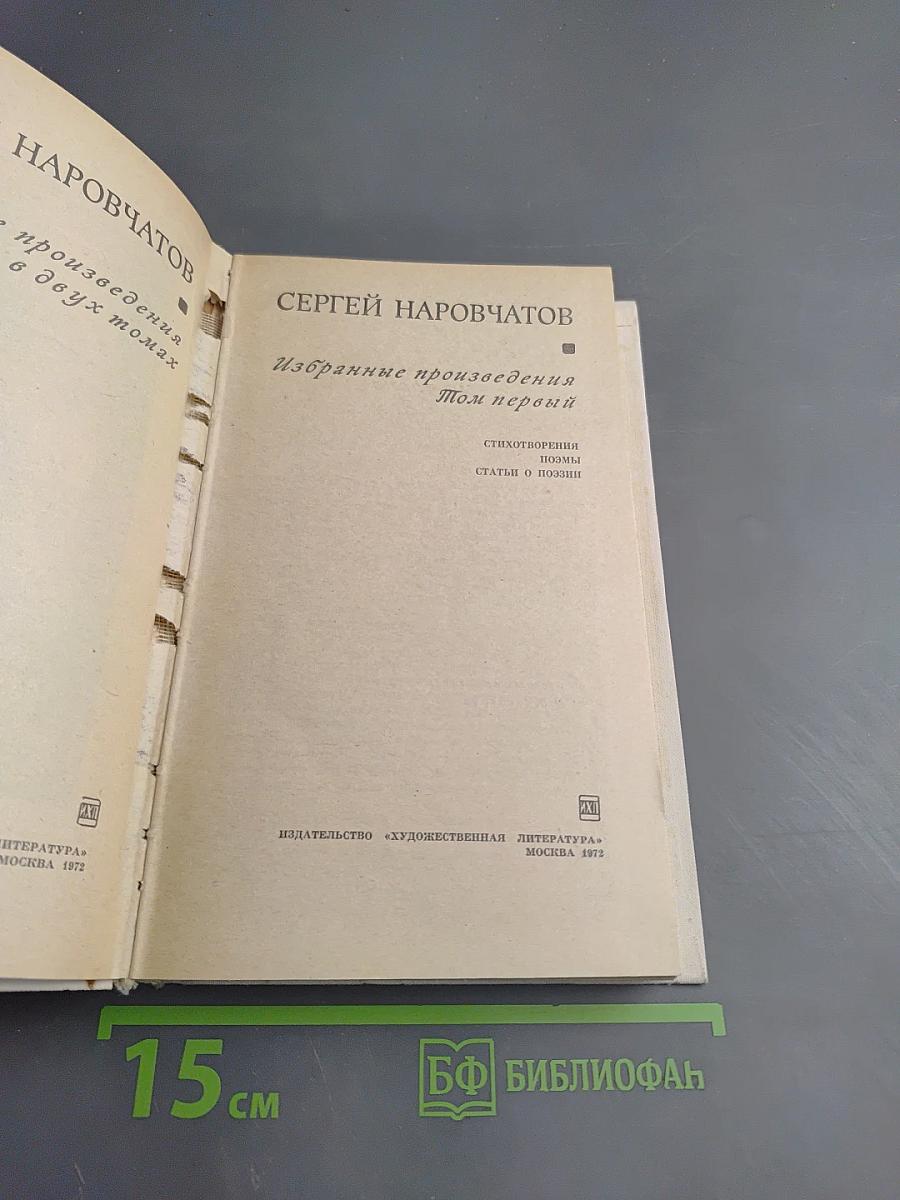 НАРОВЧАТОВ
произведения
в двух томах
ЛИТЕРАТУРА»
МОСКВА 1972
СЕРГЕЙ НАРОВЧАТОВ
Избранные произведения
Том первый
СТИХОТВОРЕНИЯ
ПОЭМЫ
СТАТЬИ О ПОЭЗИИ
ИЗДАТЕЛЬСТВО «ХУДОЖЕСТВЕННАЯ ЛИТЕРАТУРА»
МОСКВА 1972
15 см
БФ БИБЛИОФАҺ